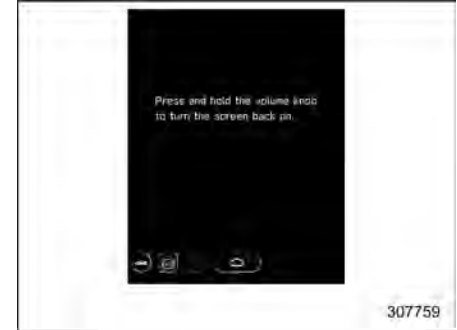 Press and hold the volume knob
to turn the screen back on.
307759